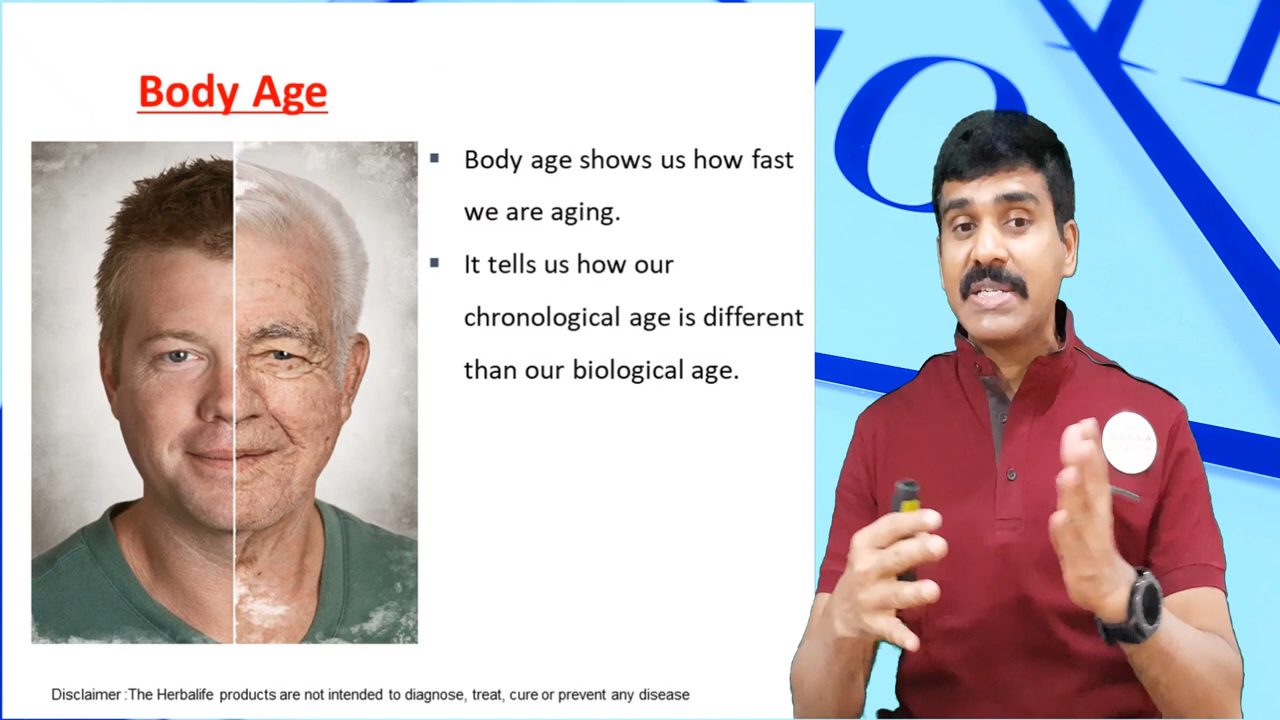 Body Age
Body age shows us how fast
we are aging.
It tells us how our
chronological age is different
than our biological age.
Disclaimer :The Herbalife products are not intended to diagnose, treat, cure or prevent any disease